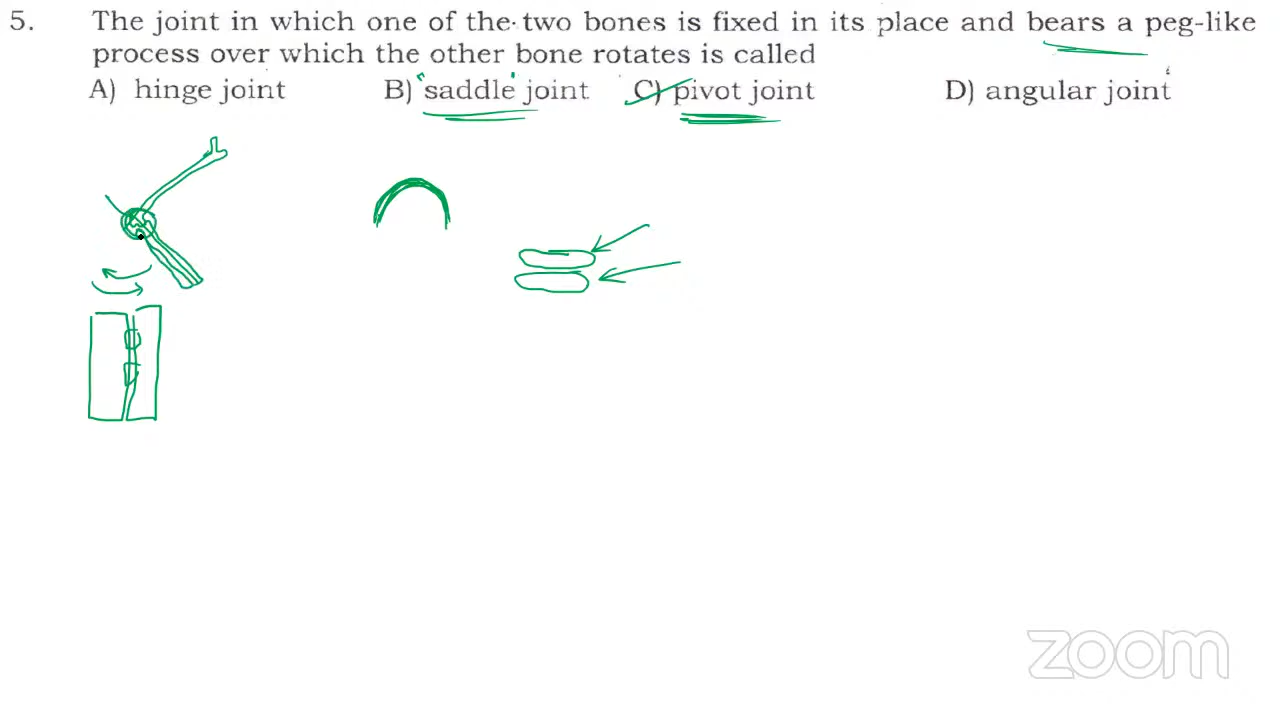 5. The joint in which one of the two bones is fixed in its place and bears a peg-like
process over which the other bone rotates is called
A) hinge joint B) 'saddle' joint C) pivot joint D) angular joint
zoom